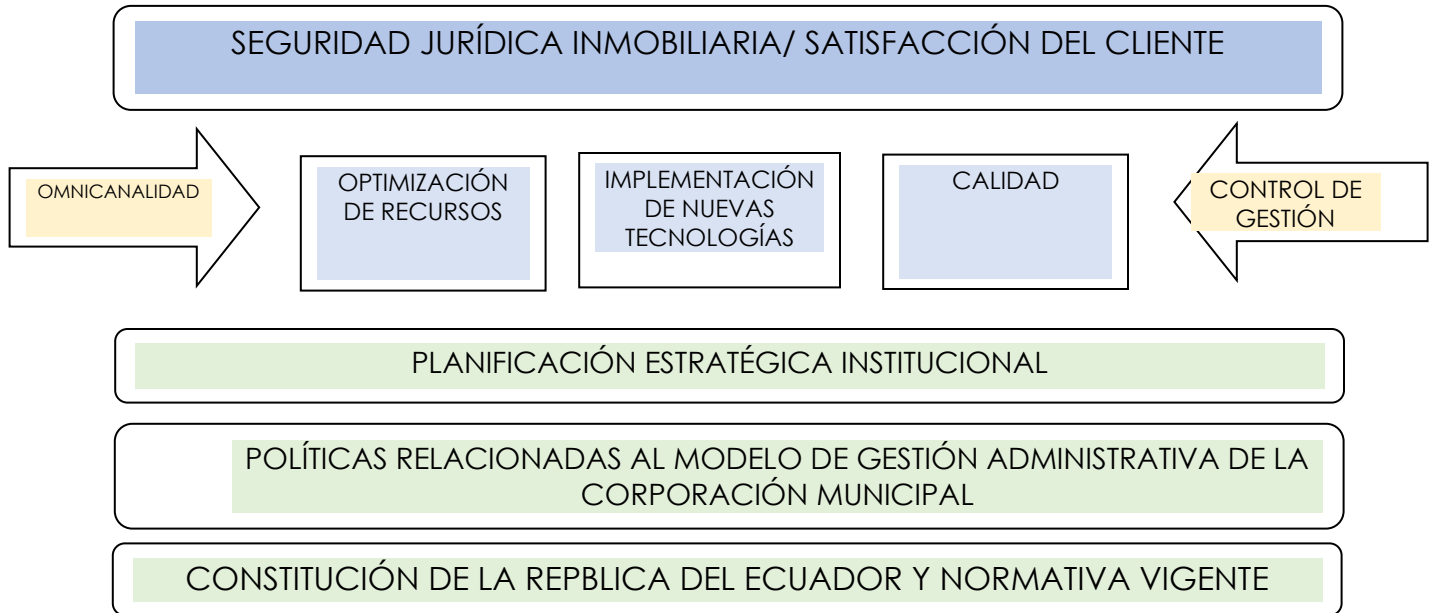 SEGURIDAD JURÍDICA INMOBILIARIA/ SATISFACCIÓN DEL CLIENTE
OMNICANALIDAD
OPTIMIZACIÓN
DE RECURSOS
IMPLEMENTACIÓN
DE NUEVAS
TECNOLOGÍAS
CALIDAD
CONTROL DE
GESTIÓN
PLANIFICACIÓN ESTRATÉGICA INSTITUCIONAL
POLÍTICAS RELACIONADAS AL MODELO DE GESTIÓN ADMINISTRATIVA DE LA
CORPORACIÓN MUNICIPAL
CONSTITUCIÓN DE LA REPBLICA DEL ECUADOR Y NORMATIVA VIGENTE